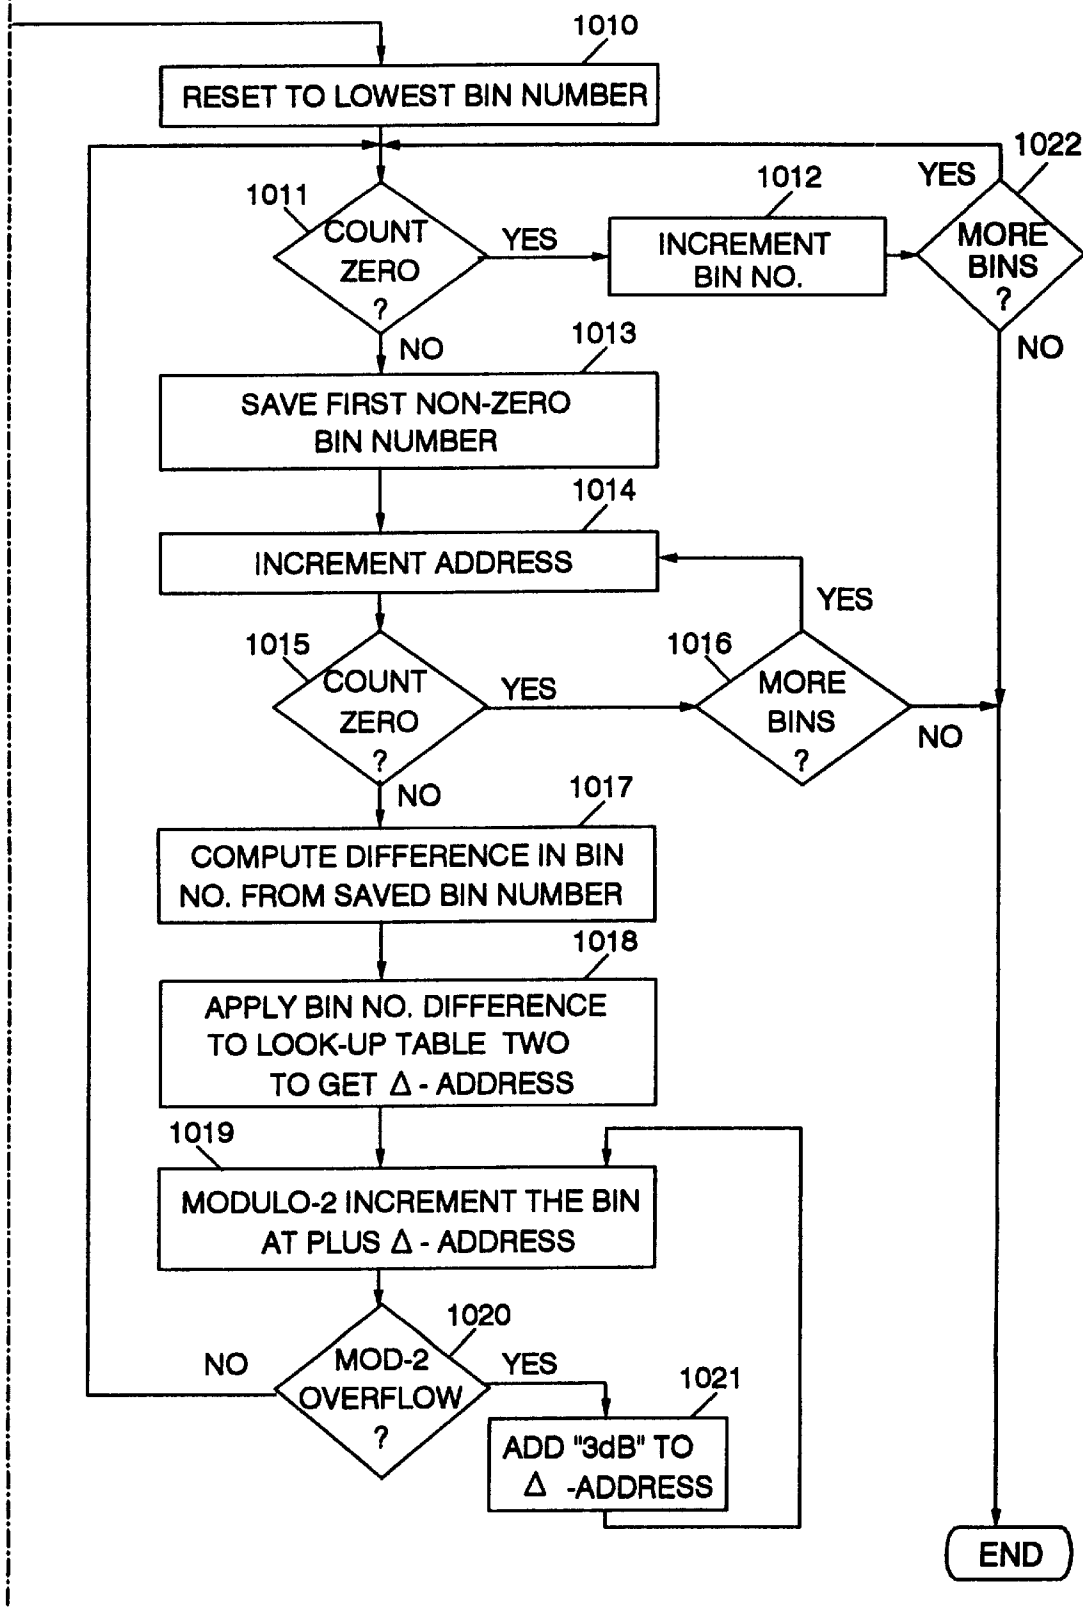 1010
RESET TO LOWEST BIN NUMBER
1022
YES
1011
1012
COUNT
ZERO
?
YES
INCREMENT
BIN NO.
MORE
BINS
?
NO
NO
1013
SAVE FIRST NON-ZERO
BIN NUMBER
1014
INCREMENT ADDRESS
YES
1015
1016
COUNT
ZERO
?
YES
MORE
BINS
?
NO
NO
1017
COMPUTE DIFFERENCE IN BIN
NO. FROM SAVED BIN NUMBER
1018
APPLY BIN NO. DIFFERENCE
TO LOOK-UP TABLE TWO
TO GET Δ - ADDRESS
1019
MODULO-2 INCREMENT THE BIN
AT PLUS Δ - ADDRESS
1020
NO
MOD-2
OVERFLOW
?
YES
1021
ADD "3dB" TO
Δ -ADDRESS
END